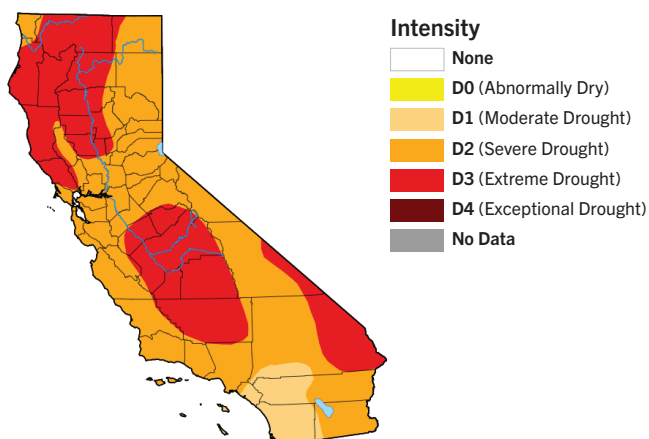 Intensity
None
D0 (Abnormally Dry)
D1 (Moderate Drought)
D2 (Severe Drought)
D3 (Extreme Drought)
D4 (Exceptional Drought)
No Data